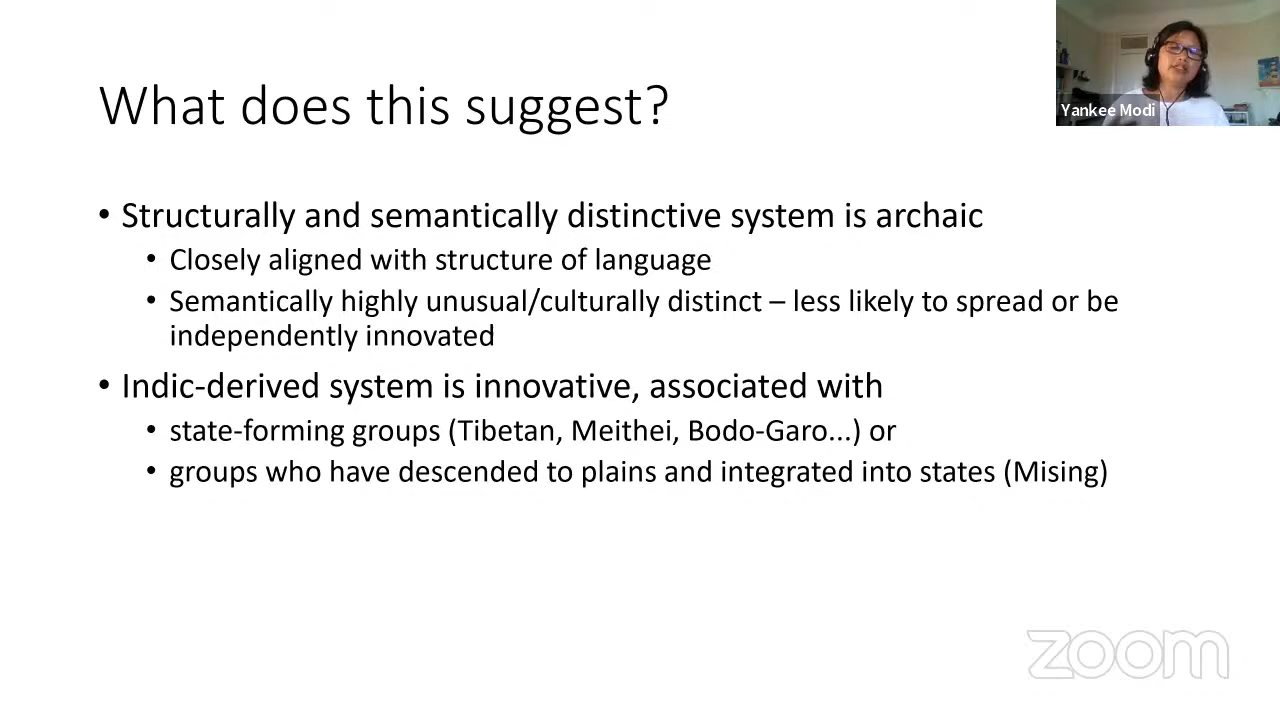 What does this suggest?
Yankee Modi
• Structurally and semantically distinctive system is archaic
• Closely aligned with structure of language
• Semantically highly unusual/culturally distinct – less likely to spread or be
independently innovated
• Indic-derived system is innovative, associated with
• state-forming groups (Tibetan, Meithei, Bodo-Garo...) or
• groups who have descended to plains and integrated into states (Mising)
zoom